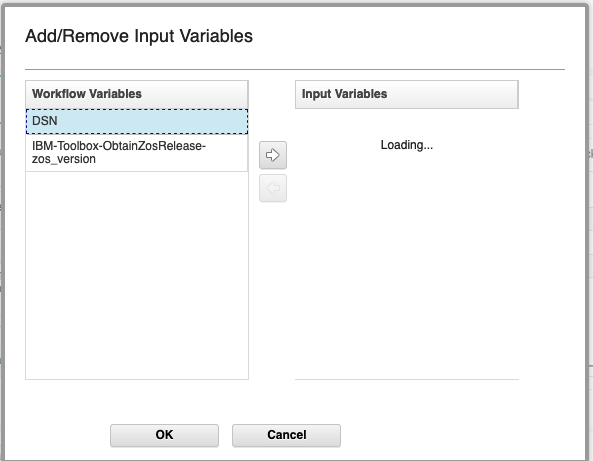 Add/Remove Input Variables
Workflow Variables
DSN
IBM-Toolbox-ObtainZosRelease-
zos_version
Input Variables
Loading...
OK
Cancel